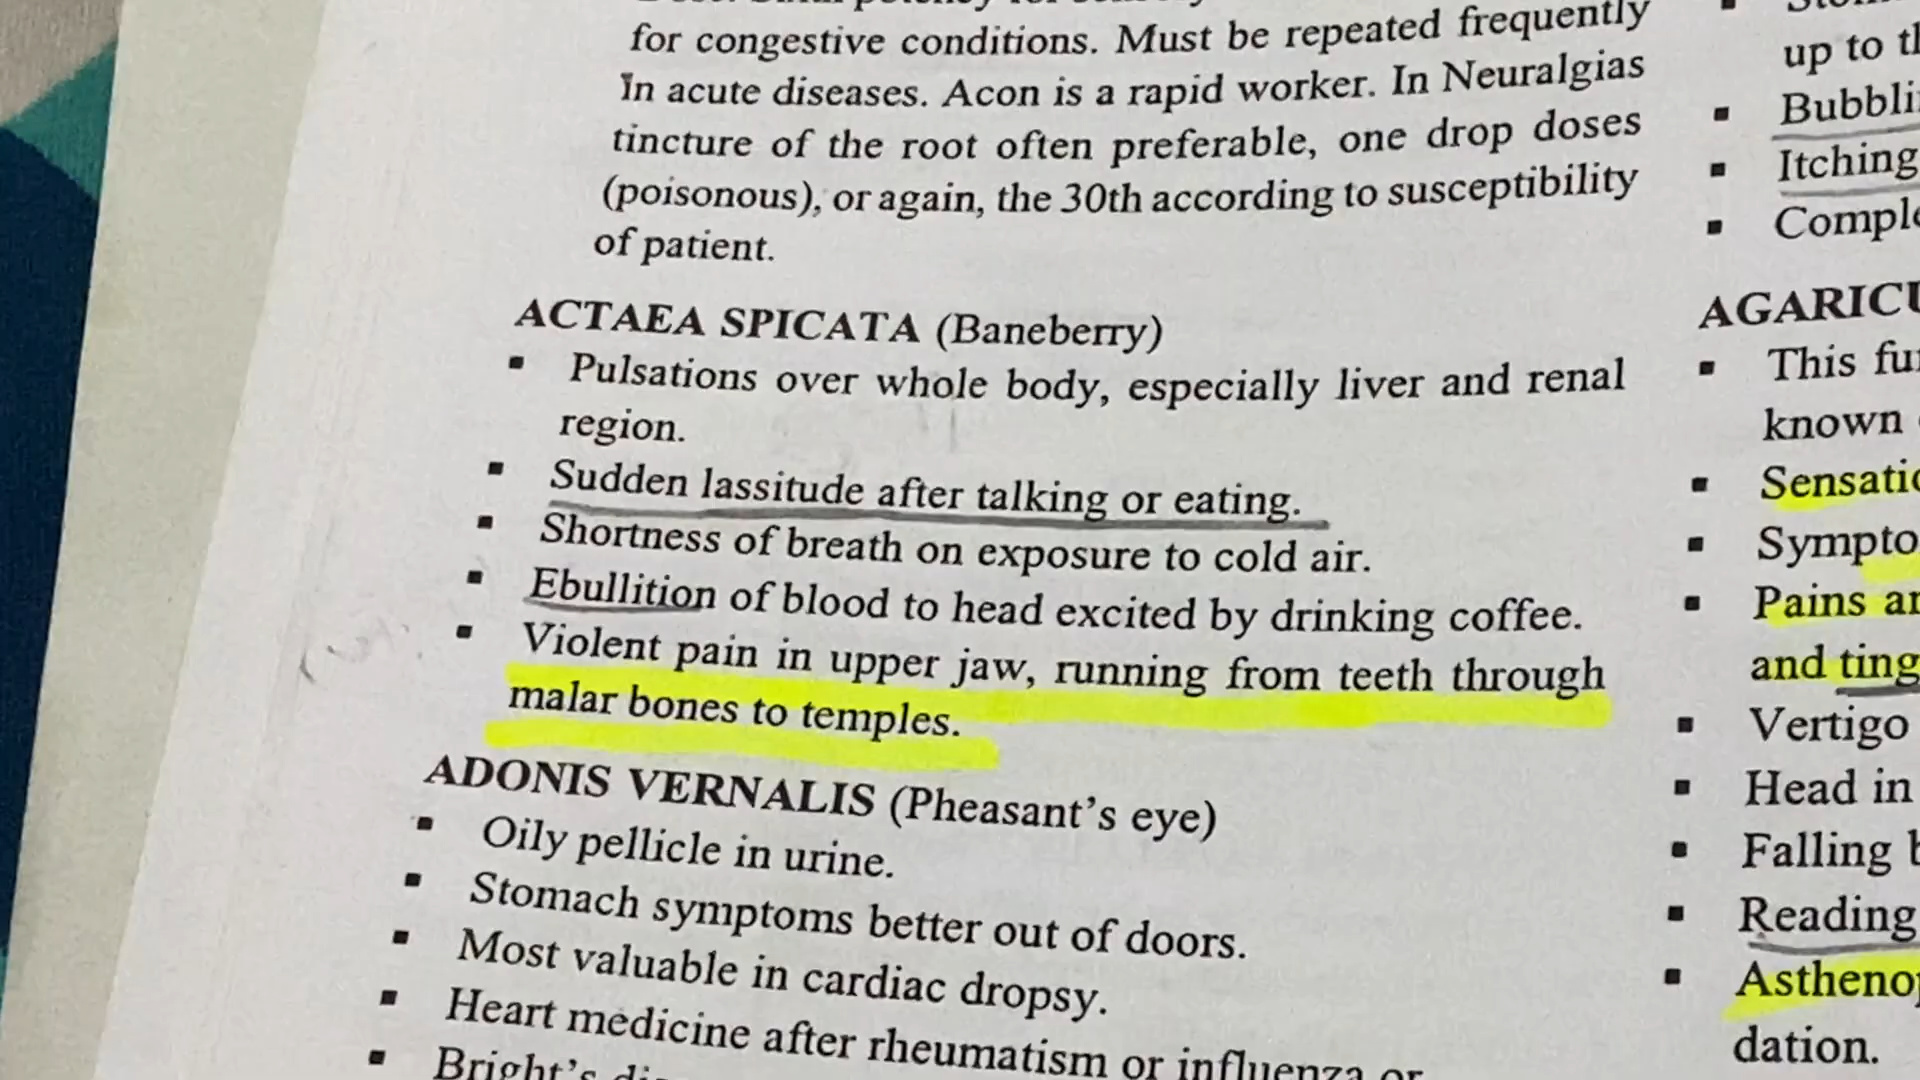 for congestive conditions. Must be repeated frequently
In acute diseases. Acon is a rapid worker. In Neuralgias
tincture of the root often preferable, one drop doses
(poisonous), or again, the 30th according to susceptibility
of patient.
ACTAEA SPICATA (Baneberry)
▪ Pulsations over whole body, especially liver and renal
region.
▪ Sudden lassitude after talking or eating.
▪ Shortness of breath on exposure to cold air.
▪ Ebullition of blood to head excited by drinking coffee.
▪ Violent pain in upper jaw, running from teeth through
malar bones to temples.
ADONIS VERNALIS (Pheasant's eye)
▪ Oily pellicle in urine.
▪ Stomach symptoms better out of doors.
▪ Most valuable in cardiac dropsy.
▪ Heart medicine after rheumatism or influenza or
▪ Bright's
up to
▪ Bubbli
▪ Itching
▪ Compl
AGARICU
▪ This fu
known
▪ Sensati
▪ Sympto
▪ Pains
and ting
▪ Vertigo
▪ Head in
▪ Falling
▪ Reading
▪ Astheno
dation.